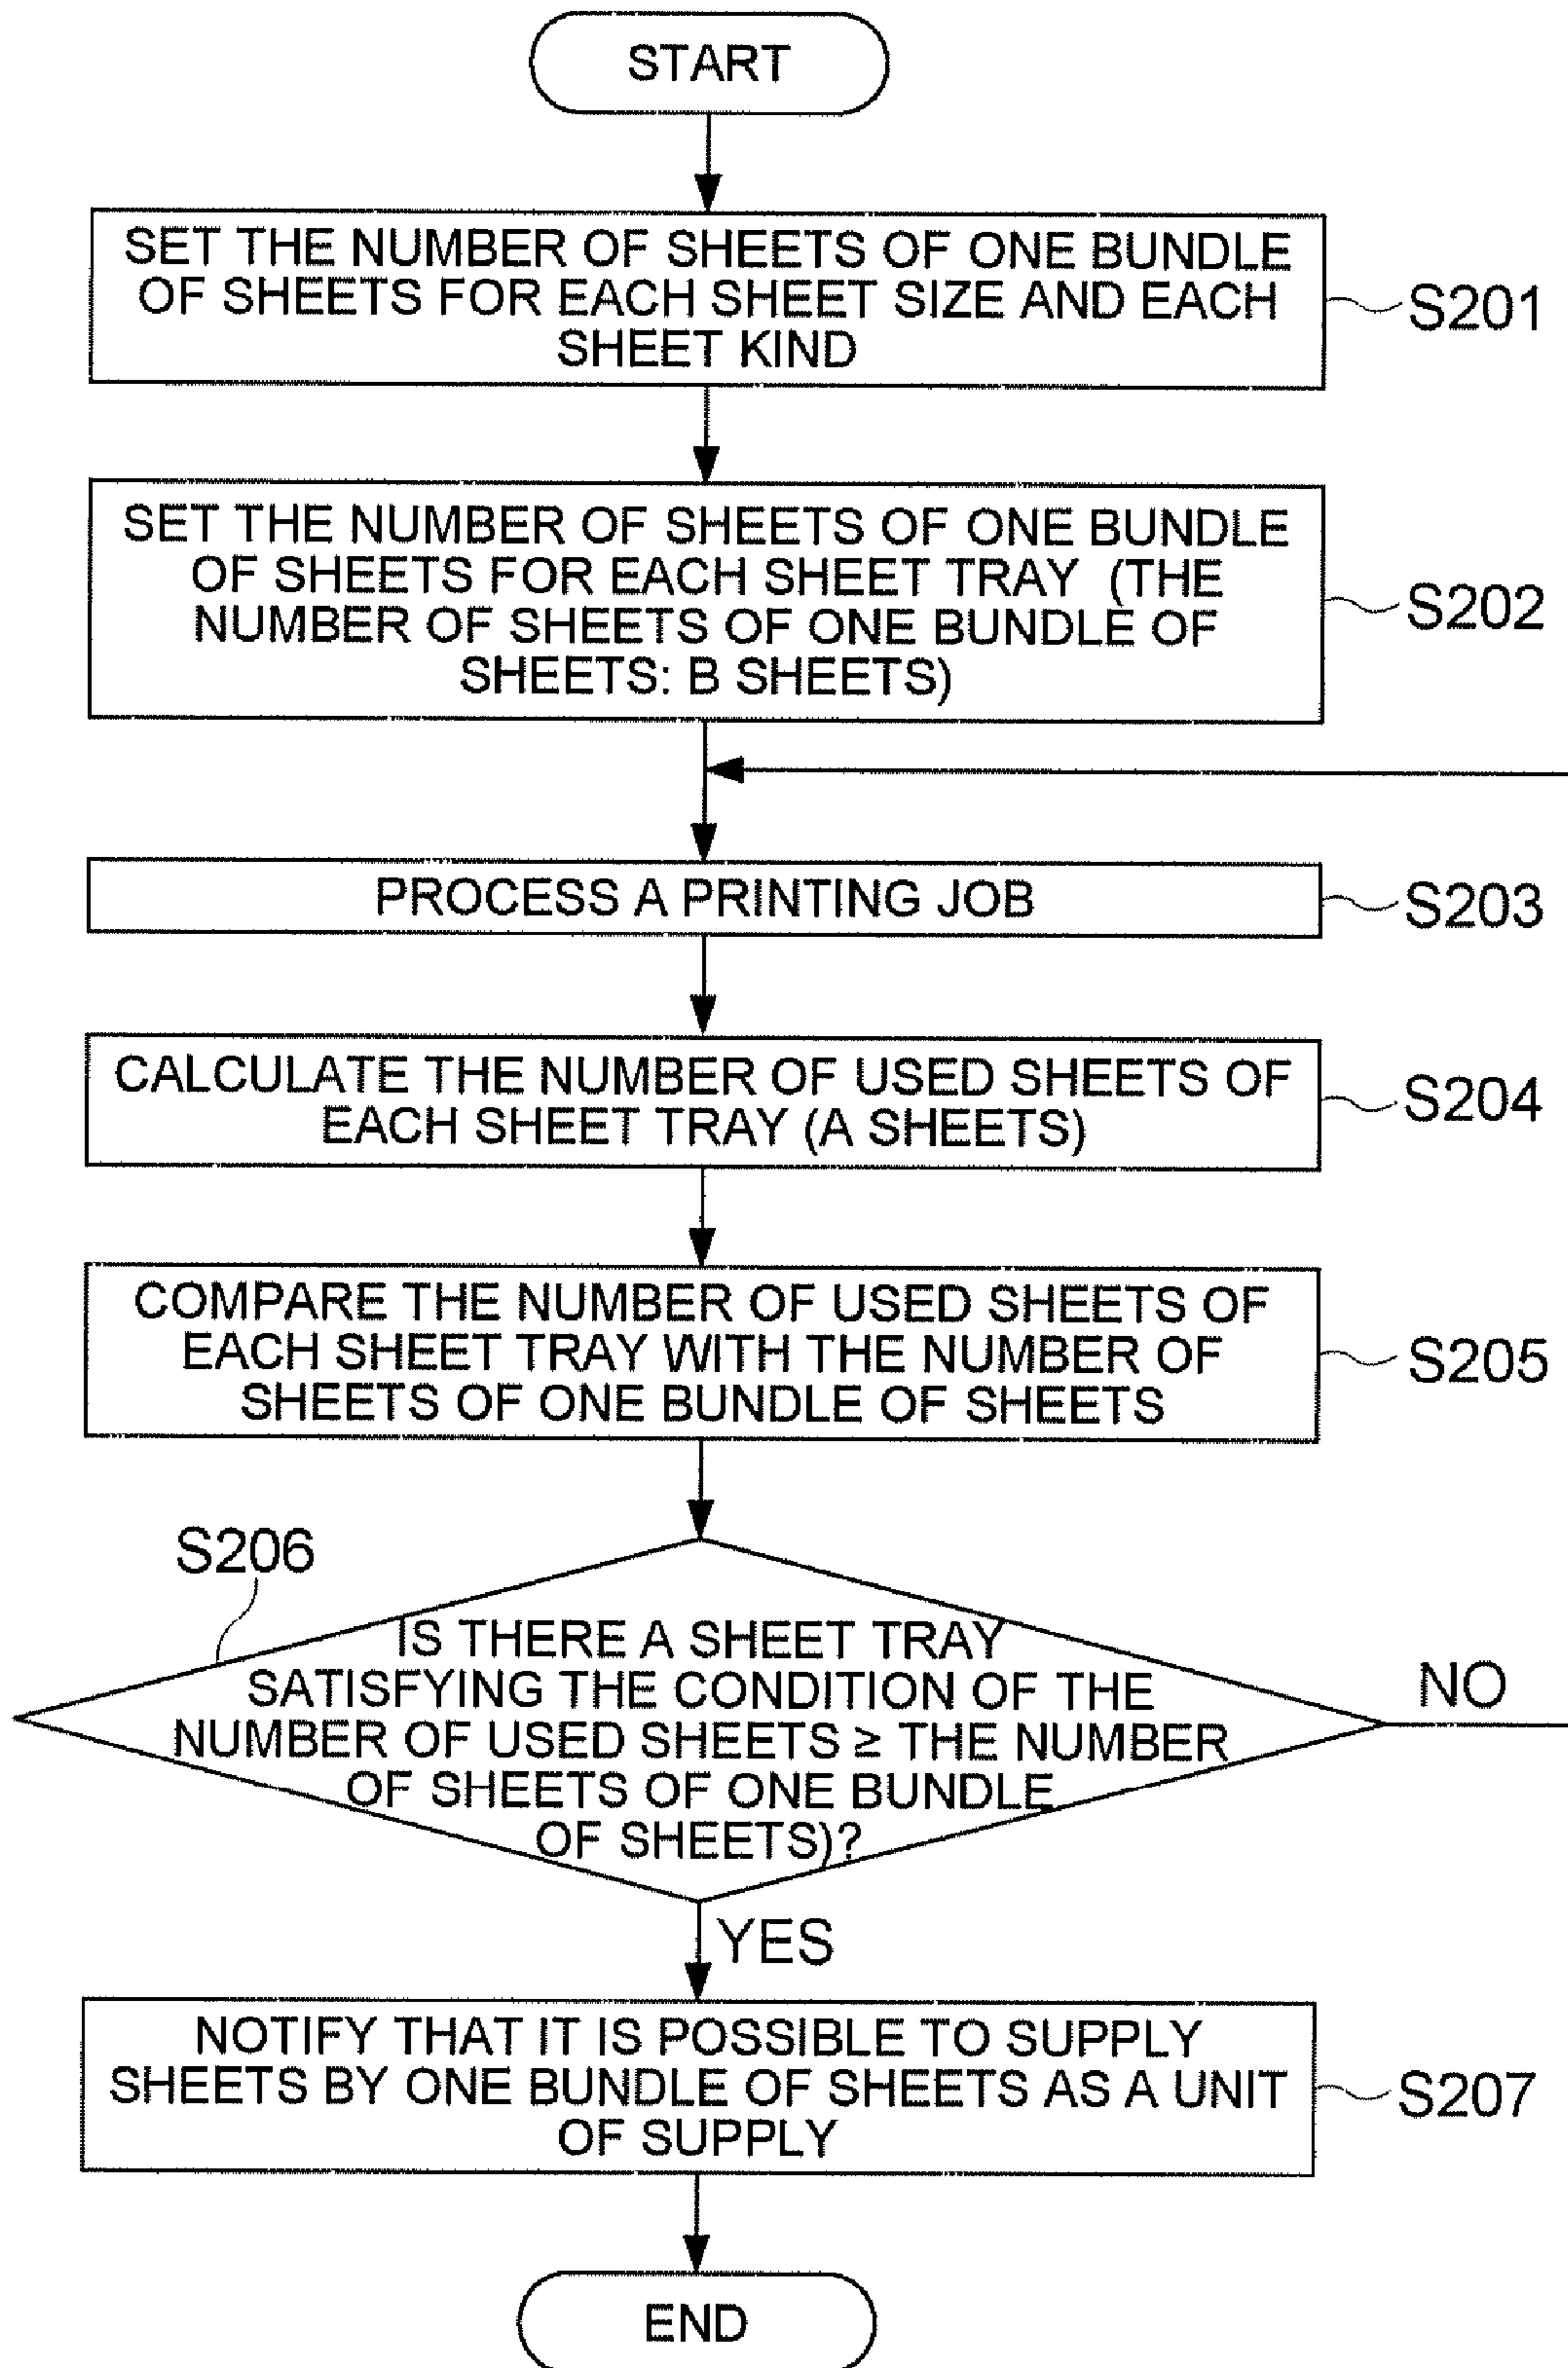 START
SET THE NUMBER OF SHEETS OF ONE BUNDLE
OF SHEETS FOR EACH SHEET SIZE AND EACH
SHEET KIND
S201
SET THE NUMBER OF SHEETS OF ONE BUNDLE
OF SHEETS FOR EACH SHEET TRAY (THE
NUMBER OF SHEETS OF ONE BUNDLE OF
SHEETS: B SHEETS)
S202
PROCESS A PRINTING JOB
S203
CALCULATE THE NUMBER OF USED SHEETS OF
EACH SHEET TRAY (A SHEETS)
S204
COMPARE THE NUMBER OF USED SHEETS OF
EACH SHEET TRAY WITH THE NUMBER OF
SHEETS OF ONE BUNDLE OF SHEETS
S205
S206
IS THERE A SHEET TRAY
SATISFYING THE CONDITION OF THE
NUMBER OF USED SHEETS ≥ THE NUMBER
OF SHEETS OF ONE BUNDLE
OF SHEETS)?
NO
YES
NOTIFY THAT IT IS POSSIBLE TO SUPPLY
SHEETS BY ONE BUNDLE OF SHEETS AS A UNIT
OF SUPPLY
S207
END